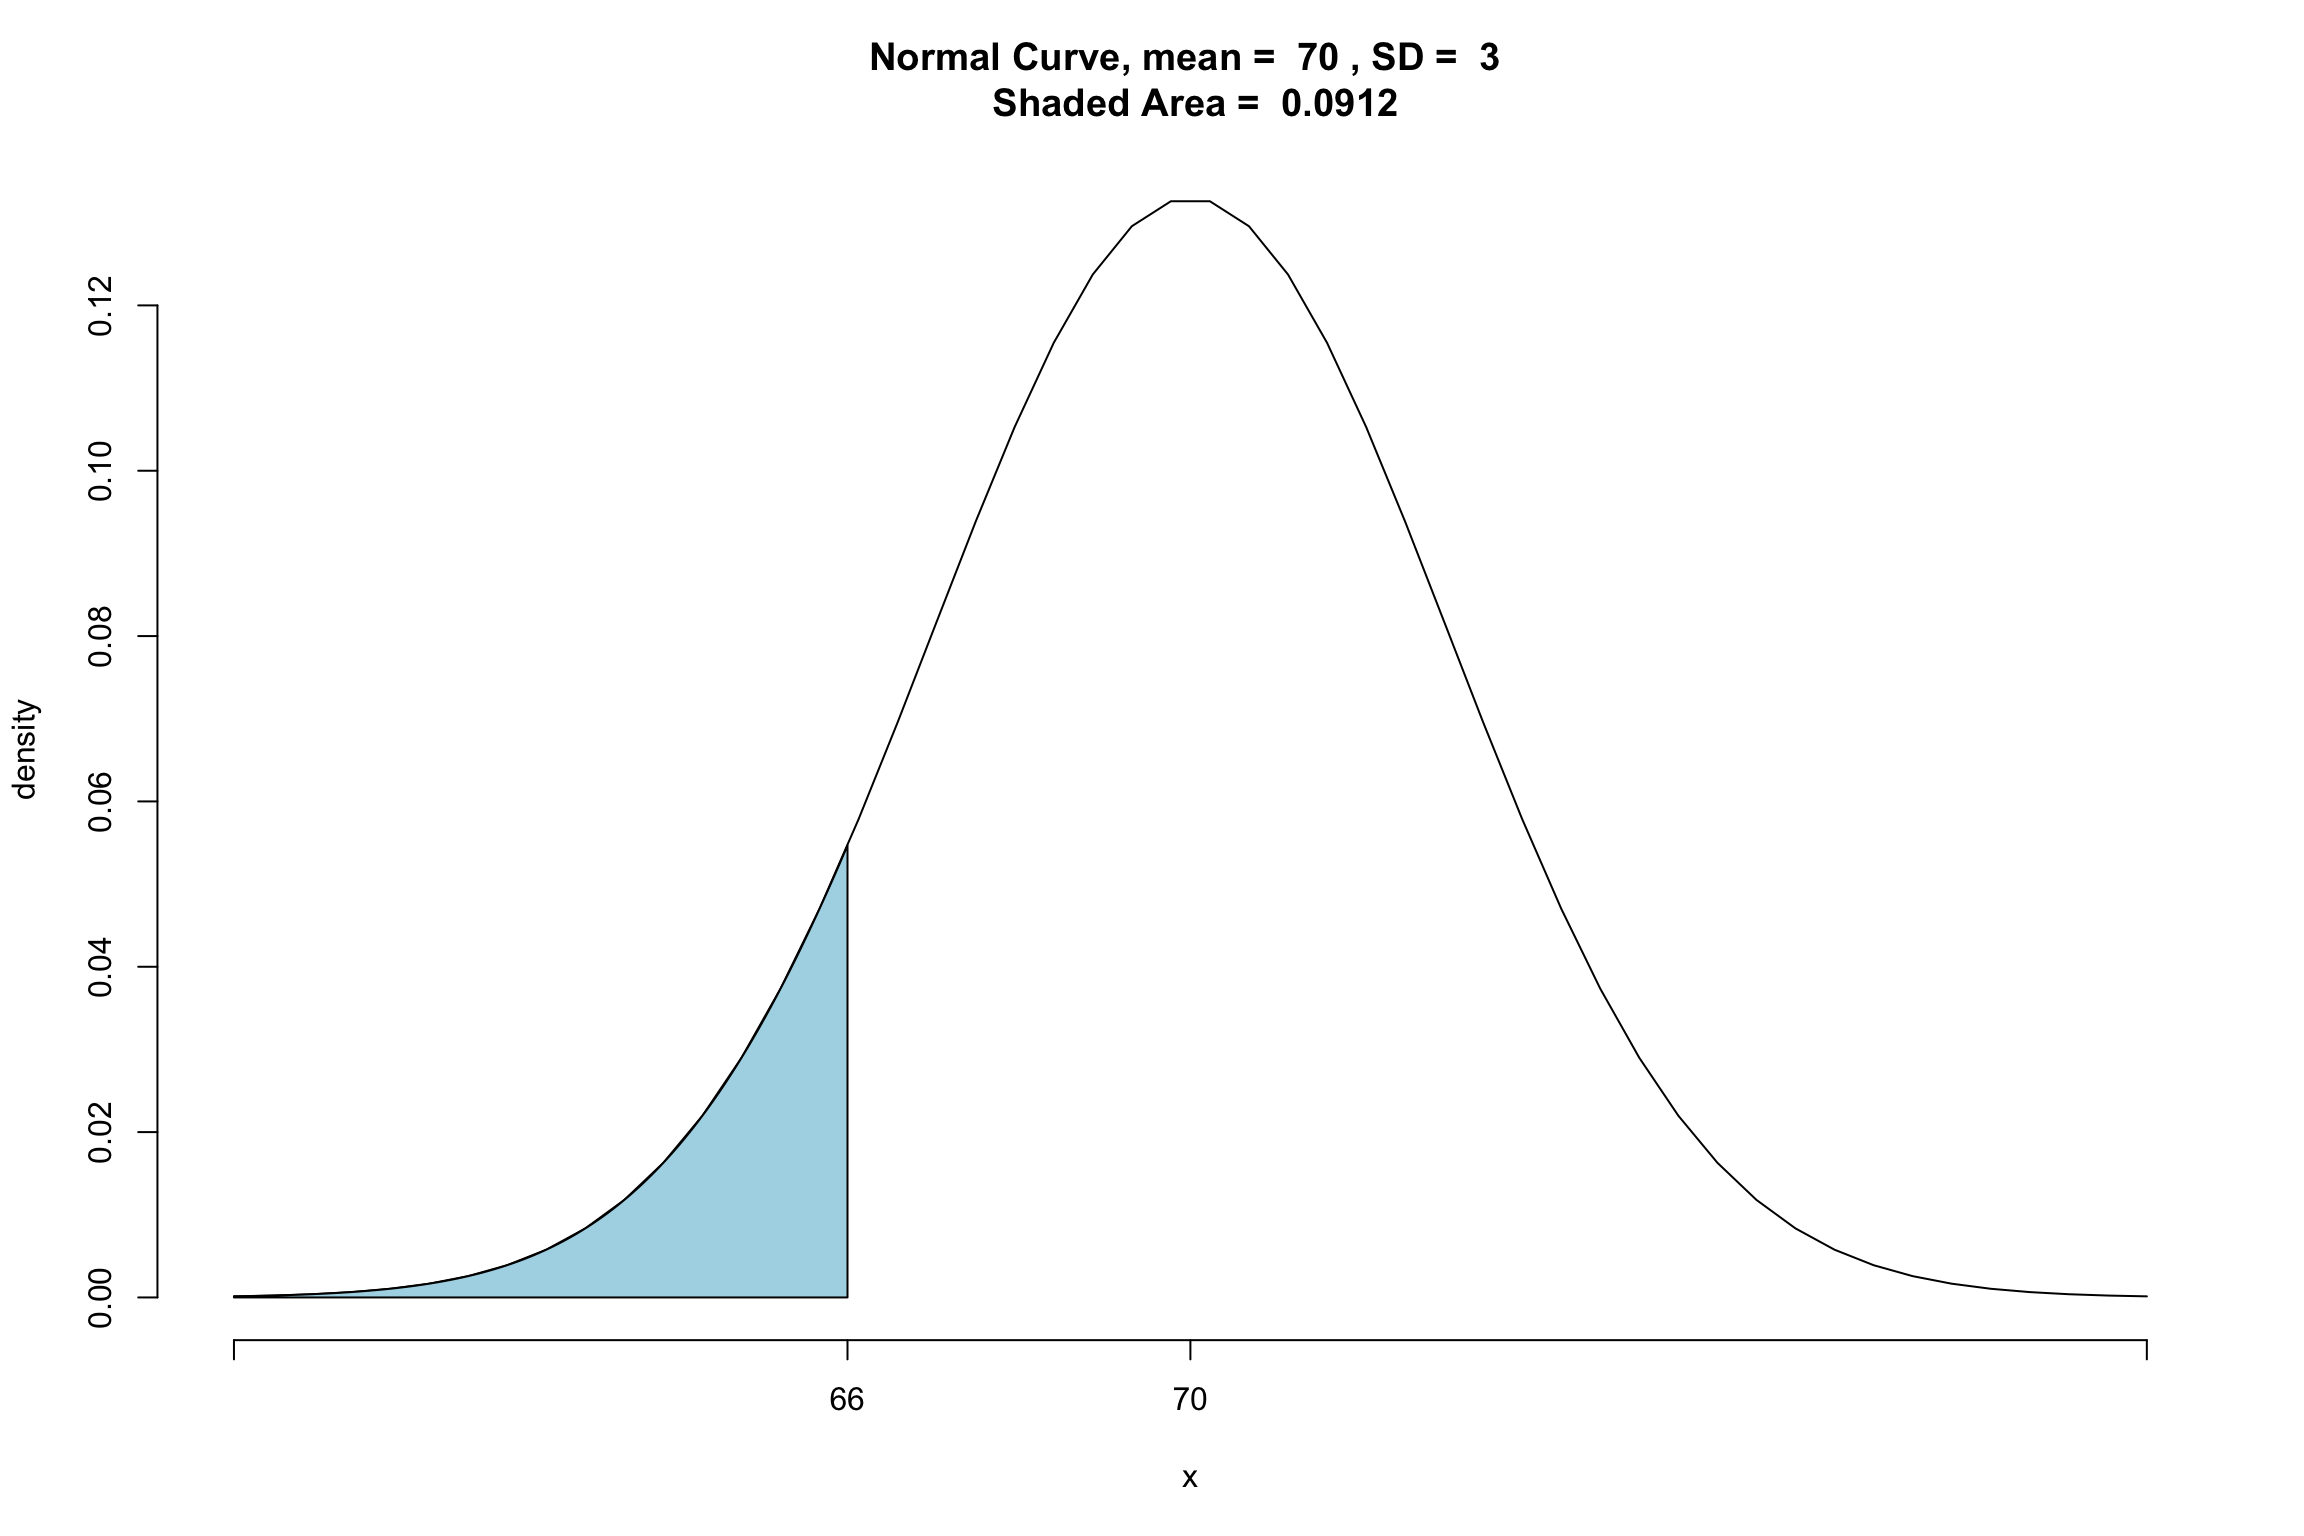 Normal Curve, mean =  70 , SD =  3
Shaded Area =  0.0912
density
0.12
0.10
0.08
0.06
0.04
0.02
0.00
66
70
x